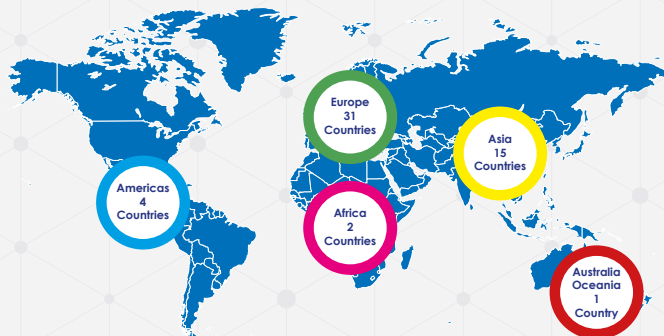 Europe
31
Countries
Asia
15
Countries
Americas
4
Countries
Africa
2
Countries
Australia
Oceania
1
Country